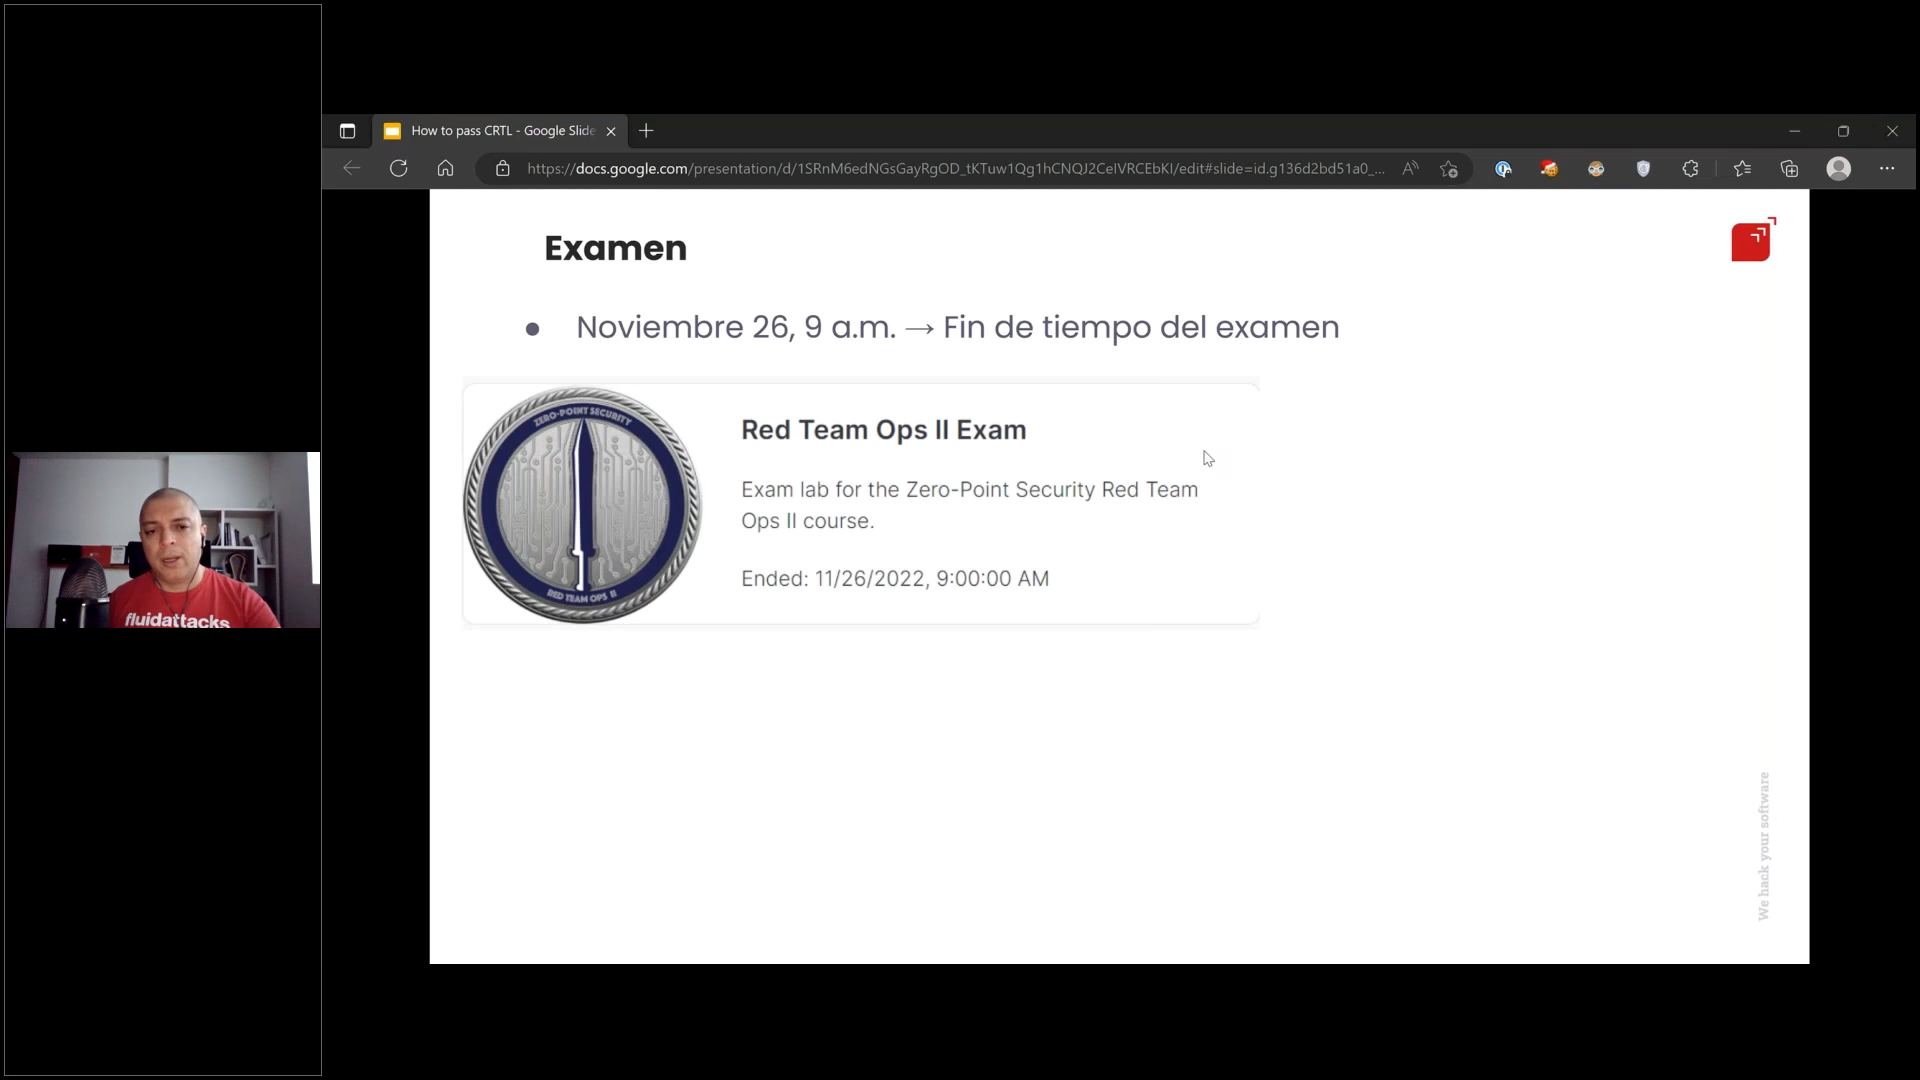 How to pass CRTL - Google Slide
https://docs.google.com/presentation/d/1SRnM6edNGsGayRgOD_tKTuw1Qg1hCNQJ2CeIVRCEbKI/edit#slide=id.g136d2bd51a0_...
Examen
● Noviembre 26, 9 a.m. → Fin de tiempo del examen
ZERO-POINT SECURITY
RED TEAM OPS II
Red Team Ops II Exam
Exam lab for the Zero-Point Security Red Team
Ops II course.
Ended: 11/26/2022, 9:00:00 AM
We hack your software
fluidattacks